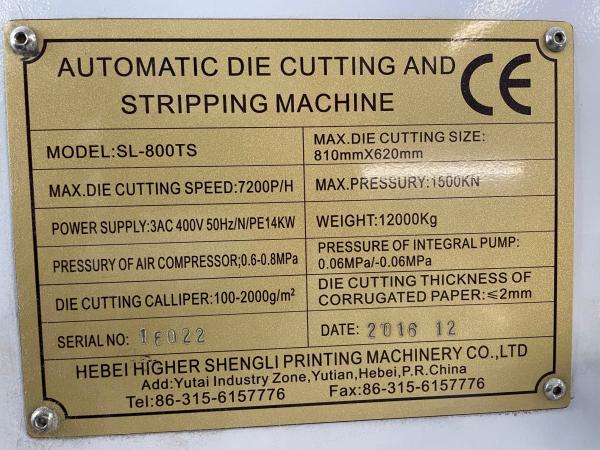 AUTOMATIC DIE CUTTING AND
STRIPPING MACHINE
CE
MODEL:SL-800TS
MAX.DIE CUTTING SIZE:
810mmX620mm
MAX.DIE CUTTING SPEED:7200P/H
MAX.PRESSURY:1500KN
POWER SUPPLY:3AC 400V 50Hz/N/PE14KW
WEIGHT:12000Kg
PRESSURY OF AIR COMPRESSOR;0.6-0.8MPa
PRESSURE OF INTEGRAL PUMP:
0.06MPa/-0.06MPa
DIE CUTTING CALLIPER:100-2000g/m²
DIE CUTTING THICKNESS OF
CORRUGATED PAPER:≤2mm
SERIAL NO: 16022
DATE: 2016 12
HEBEI HIGHER SHENGLI PRINTING MACHINERY CO.,LTD
Add:Yutai Industry Zone,Yutian,Hebei,P.R.China
Tel:86-315-6157776 Fax:86-315-6157776